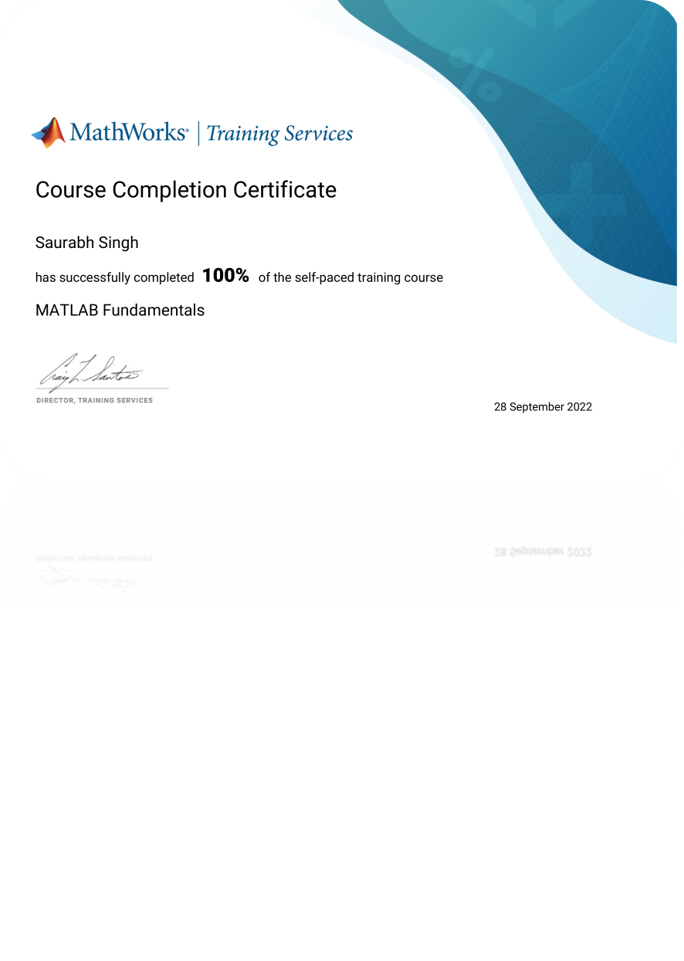 MathWorks® | Training Services
Course Completion Certificate
Saurabh Singh
has successfully completed 100% of the self-paced training course
MATLAB Fundamentals
Craig L. Santos
DIRECTOR, TRAINING SERVICES
28 September 2022